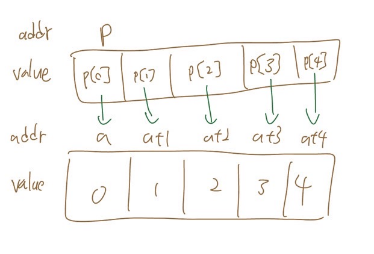 addr P
value P[0] P[1] P[2] P[3] P[4]
addr a a+1 a+2 a+3 a+4
value 0 1 2 3 4